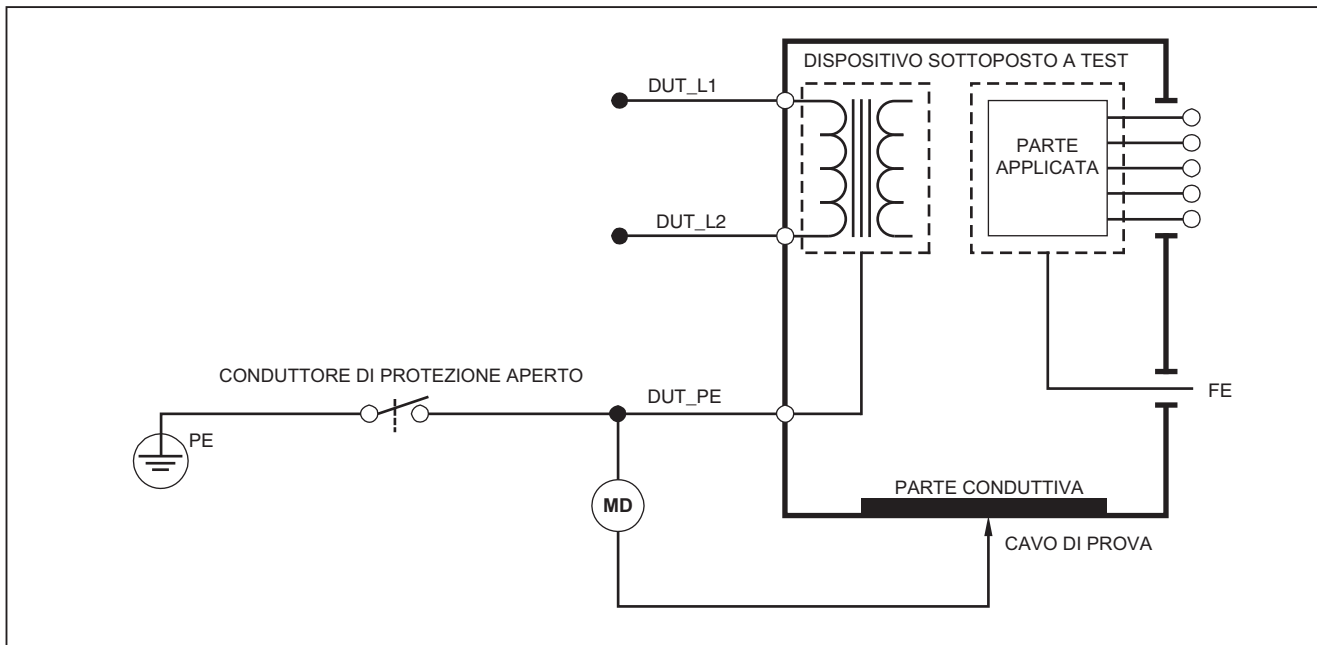 DISPOSITIVO SOTTOPOSTO A TEST
DUT_L1
PARTE
APPLICATA
DUT_L2
CONDUTTORE DI PROTEZIONE APERTO
DUT_PE
FE
PE
PARTE CONDUTTIVA
MD
CAVO DI PROVA